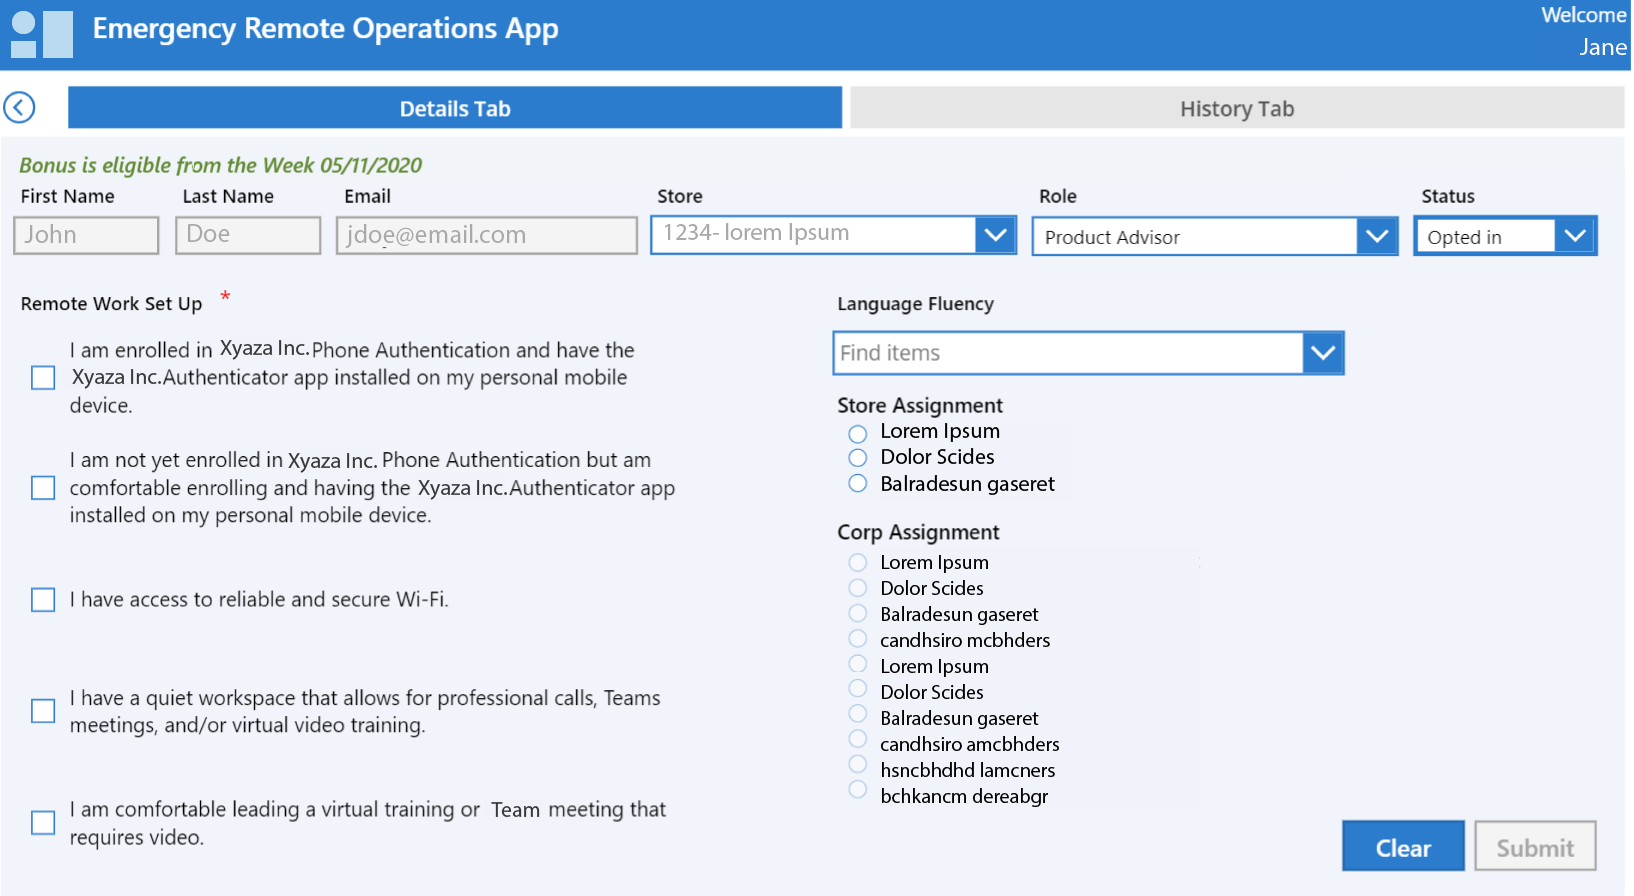 Emergency Remote Operations App
Welcome
Jane
Details Tab
History Tab
Bonus is eligible from the Week 05/11/2020
First Name
Last Name
Email
Store
Role
Status
John
Doe
jdoe@email.com
1234- lorem Ipsum
Product Advisor
Opted in
Remote Work Set Up *
I am enrolled in Xyaza Inc. Phone Authentication and have the
Xyaza Inc.Authenticator app installed on my personal mobile
device.
I am not yet enrolled in Xyaza Inc. Phone Authentication but am
comfortable enrolling and having the Xyaza Inc.Authenticator app
installed on my personal mobile device.
I have access to reliable and secure Wi-Fi.
I have a quiet workspace that allows for professional calls, Teams
meetings, and/or virtual video training.
I am comfortable leading a virtual training or Team meeting that
requires video.
Language Fluency
Find items
Store Assignment
Lorem Ipsum
Dolor Scides
Balradesun gaseret
Corp Assignment
Lorem Ipsum
Dolor Scides
Balradesun gaseret
candhsiro mcbhders
Lorem Ipsum
Dolor Scides
Balradesun gaseret
candhsiro amcbhders
hsncbhdhd lamcners
bchkancm dereabgr
Clear
Submit